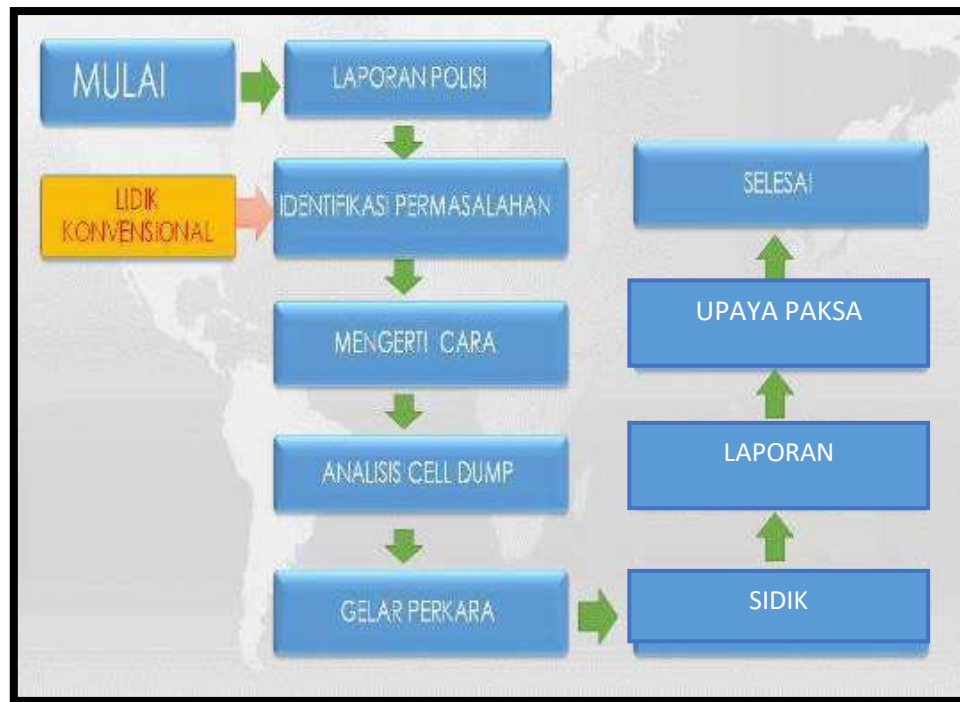 MULAI
LAPORAN POLISI
LIDIK
KONVENSIONAL
IDENTIFIKASI PERMASALAHAN
MENGERTI CARA
ANALISIS CELL DUMP
GELAR PERKARA
SIDIK
LAPORAN
UPAYA PAKSA
SELESAI